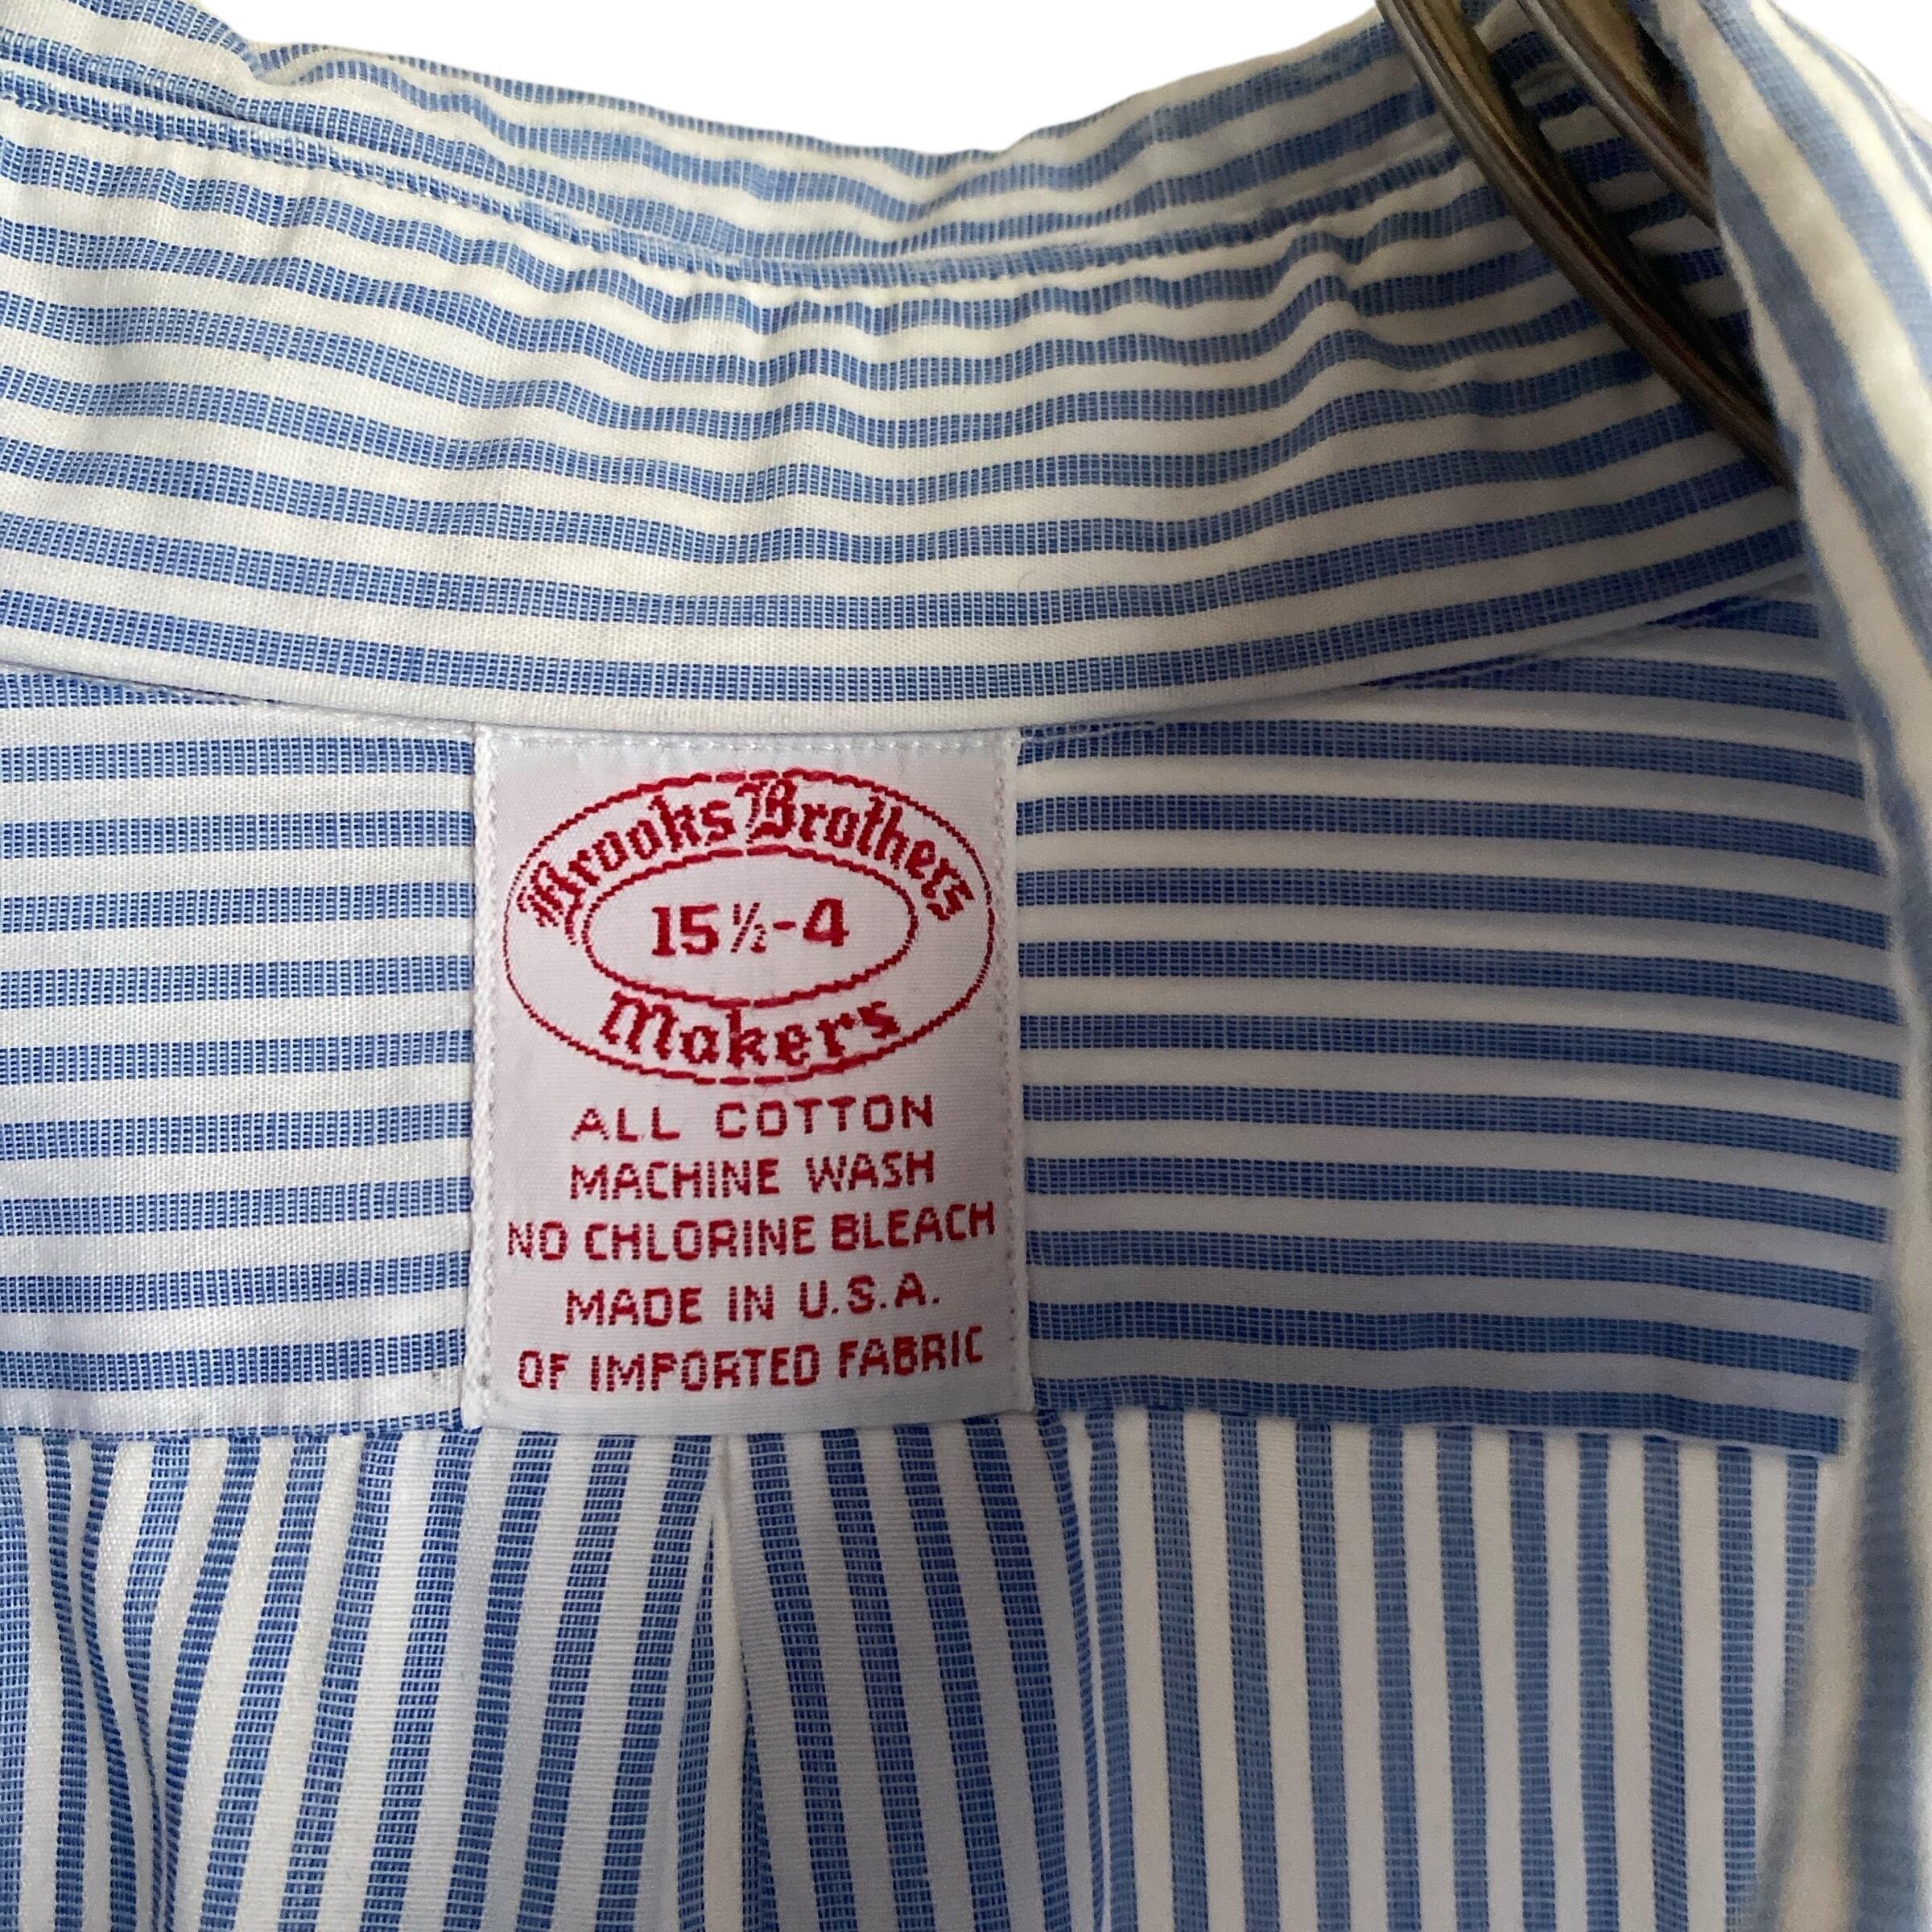 Brooks Brothers
15½-4
Makers
ALL COTTON
MACHINE WASH
NO CHLORINE BLEACH
MADE IN U.S.A.
OF IMPORTED FABRIC